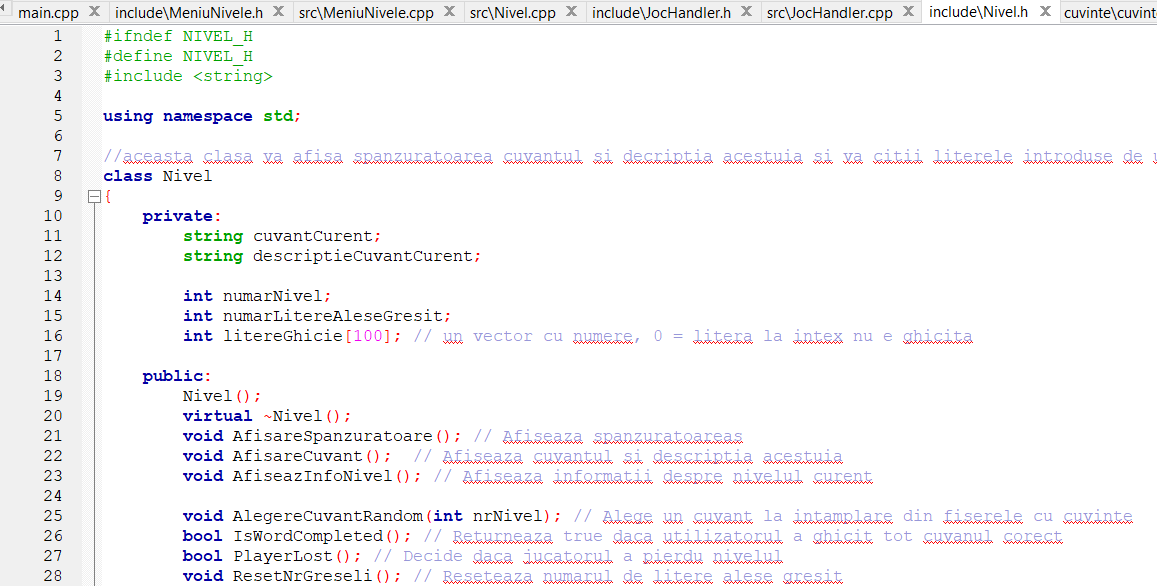 main.cpp X include\MeniuNivele.h X src\MeniuNivele.cpp X src\Nivel.cpp X include\JocHandler.h X src\JocHandler.cpp X include\Nivel.h X cuvinte\cuvint
1 #ifndef NIVEL_H
2 #define NIVEL_H
3 #include <string>
4
5 using namespace std;
6
7 //aceasta clasa va afisa spanzuratoarea cuvantul si decriptia acestuia si va citii literele introduse de
8 class Nivel
9 {
10 private:
11 string cuvantCurent;
12 string descriptieCuvantCurent;
13
14 int numarNivel;
15 int numarLitereAleseGresit;
16 int litereGhicie[100]; // un vector cu numere, 0 = litera la intex nu e ghicita
17
18 public:
19 Nivel();
20 virtual ~Nivel();
21 void AfisareSpanzuratoare(); // Afiseaza spanzuratoareas
22 void AfisareCuvant(); // Afiseaza cuvantul si descriptia acestuia
23 void AfiseazInfoNivel(); // Afiseaza informatii despre nivelul curent
24
25 void AlegereCuvantRandom(int nrNivel); // Alege un cuvant la intamplare din fiserele cu cuvinte
26 bool IsWordCompleted(); // Returneaza true daca utilizatorul a ghicit tot cuvanul corect
27 bool PlayerLost(); // Decide daca jucatorul a pierdu nivelul
28 void ResetNrGreseli(); // Reseteaza numarul de litere alese gresit